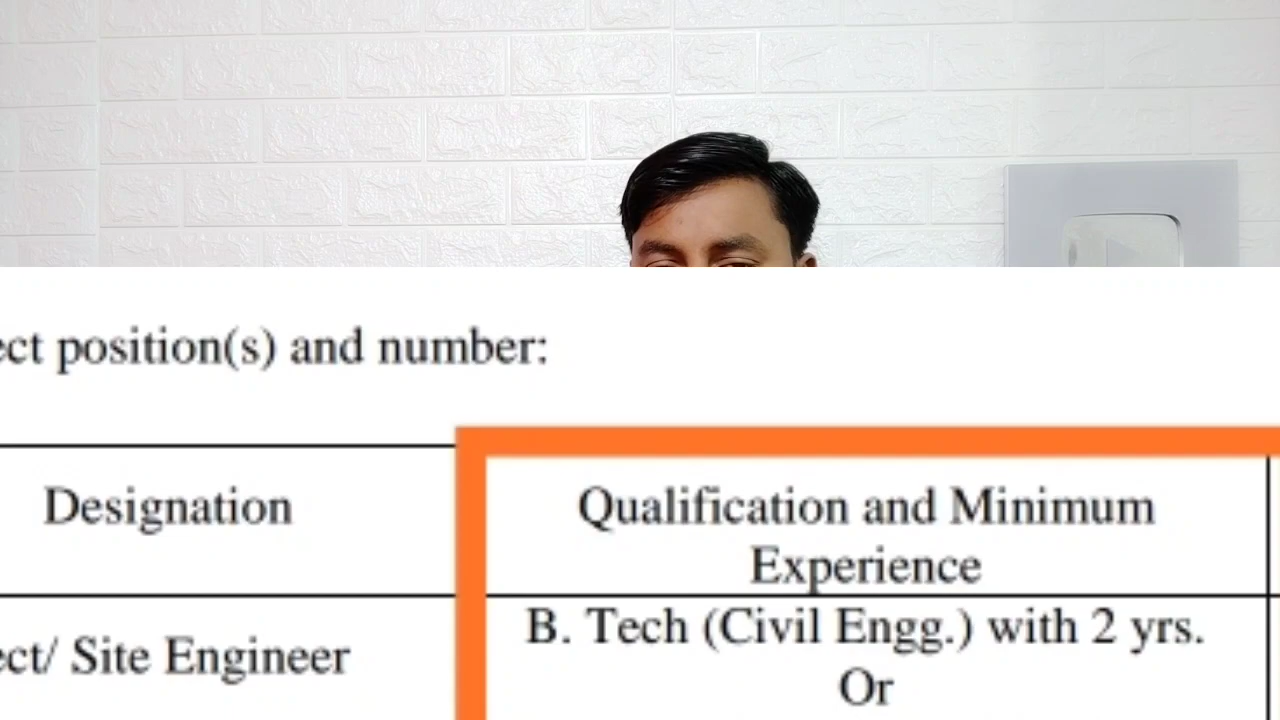 ect position(s) and number:
Designation
Qualification and Minimum
Experience
ect/ Site Engineer
B. Tech (Civil Engg.) with 2 yrs.
Or